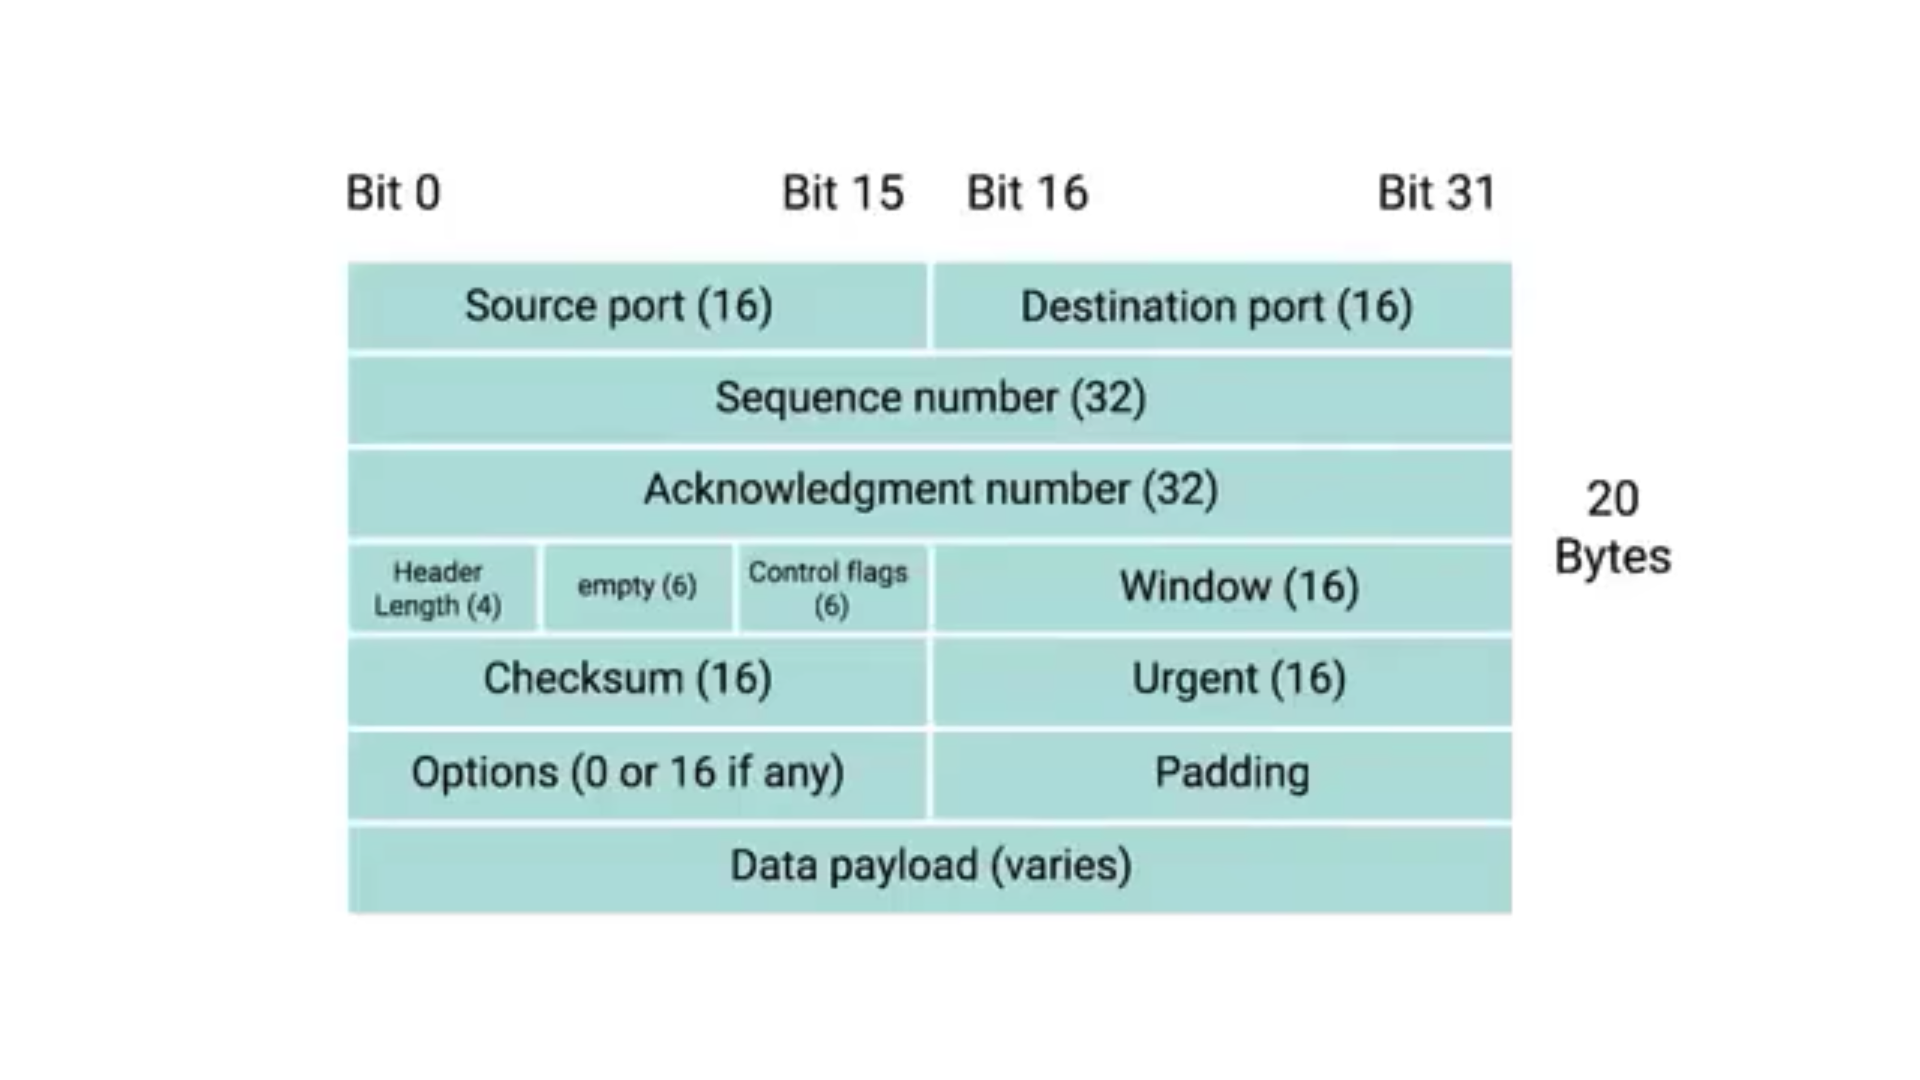 Bit 0 Bit 15 Bit 16 Bit 31
Source port (16) Destination port (16)
Sequence number (32)
Acknowledgment number (32)
20
Bytes
Header
Length (4)
empty (6)
Control flags
(6)
Window (16)
Checksum (16) Urgent (16)
Options (0 or 16 if any) Padding
Data payload (varies)